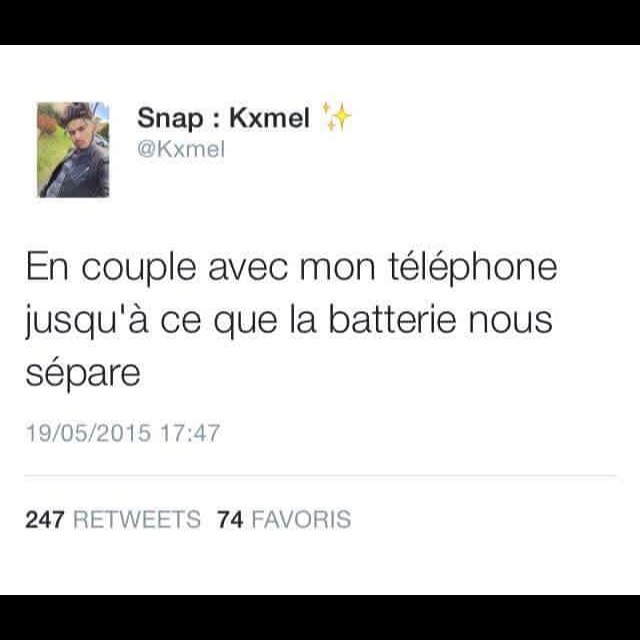 Snap : Kxmel ✨
@Kxmel
En couple avec mon téléphone
jusqu'à ce que la batterie nous
sépare
19/05/2015 17:47
247 RETWEETS 74 FAVORIS